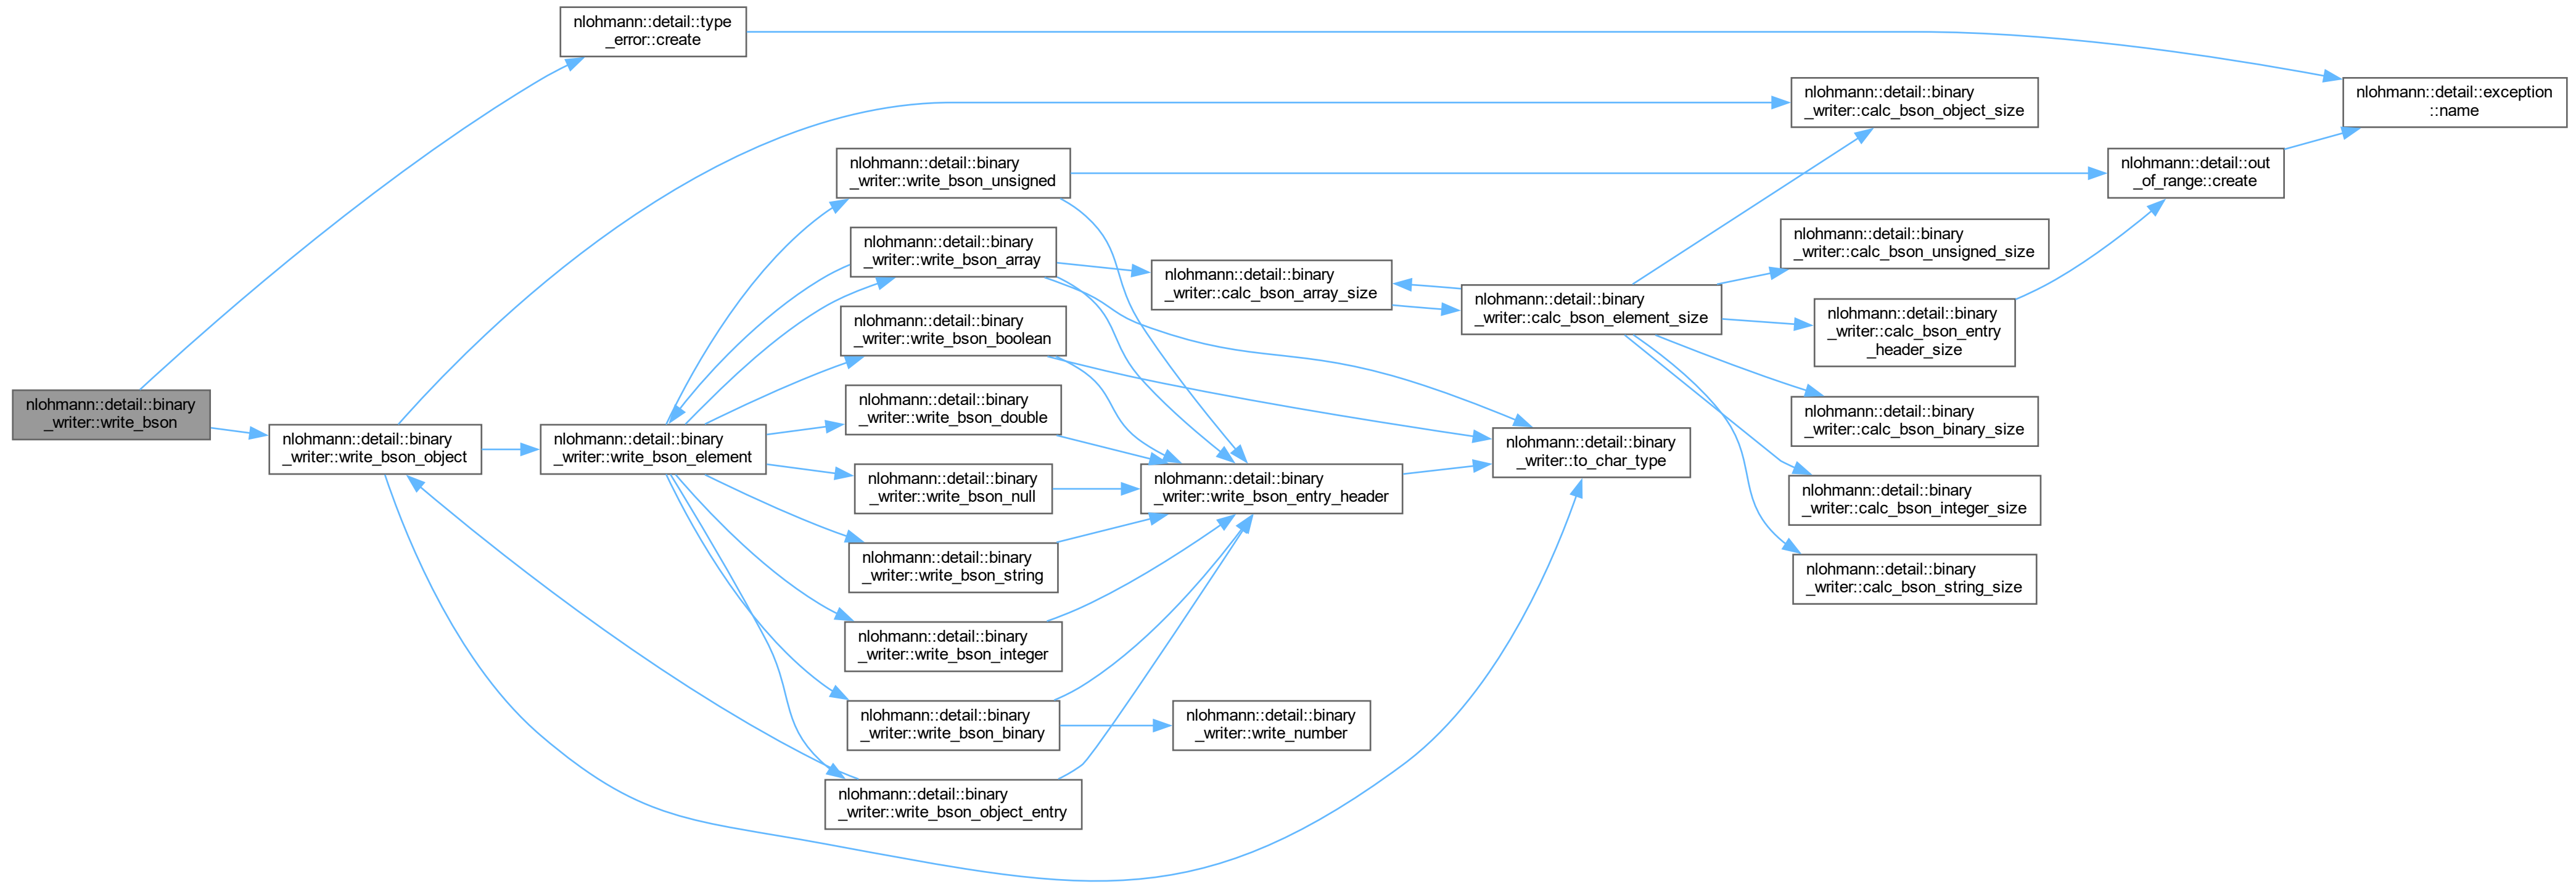 nlohmann::detail::type
_error::create
nlohmann::detail::binary
_writer::calc_bson_object_size
nlohmann::detail::exception
::name
nlohmann::detail::binary
_writer::write_bson_unsigned
nlohmann::detail::out
_of_range::create
nlohmann::detail::binary
_writer::write_bson_array
nlohmann::detail::binary
_writer::calc_bson_unsigned_size
nlohmann::detail::binary
_writer::calc_bson_array_size
nlohmann::detail::binary
_writer::calc_bson_element_size
nlohmann::detail::binary
_writer::write_bson_boolean
nlohmann::detail::binary
_writer::calc_bson_entry
_header_size
nlohmann::detail::binary
_writer::write_bson
nlohmann::detail::binary
_writer::write_bson_double
nlohmann::detail::binary
_writer::calc_bson_binary_size
nlohmann::detail::binary
_writer::write_bson_object
nlohmann::detail::binary
_writer::write_bson_element
nlohmann::detail::binary
_writer::to_char_type
nlohmann::detail::binary
_writer::write_bson_null
nlohmann::detail::binary
_writer::write_bson_entry_header
nlohmann::detail::binary
_writer::calc_bson_integer_size
nlohmann::detail::binary
_writer::write_bson_string
nlohmann::detail::binary
_writer::calc_bson_string_size
nlohmann::detail::binary
_writer::write_bson_integer
nlohmann::detail::binary
_writer::write_bson_binary
nlohmann::detail::binary
_writer::write_number
nlohmann::detail::binary
_writer::write_bson_object_entry